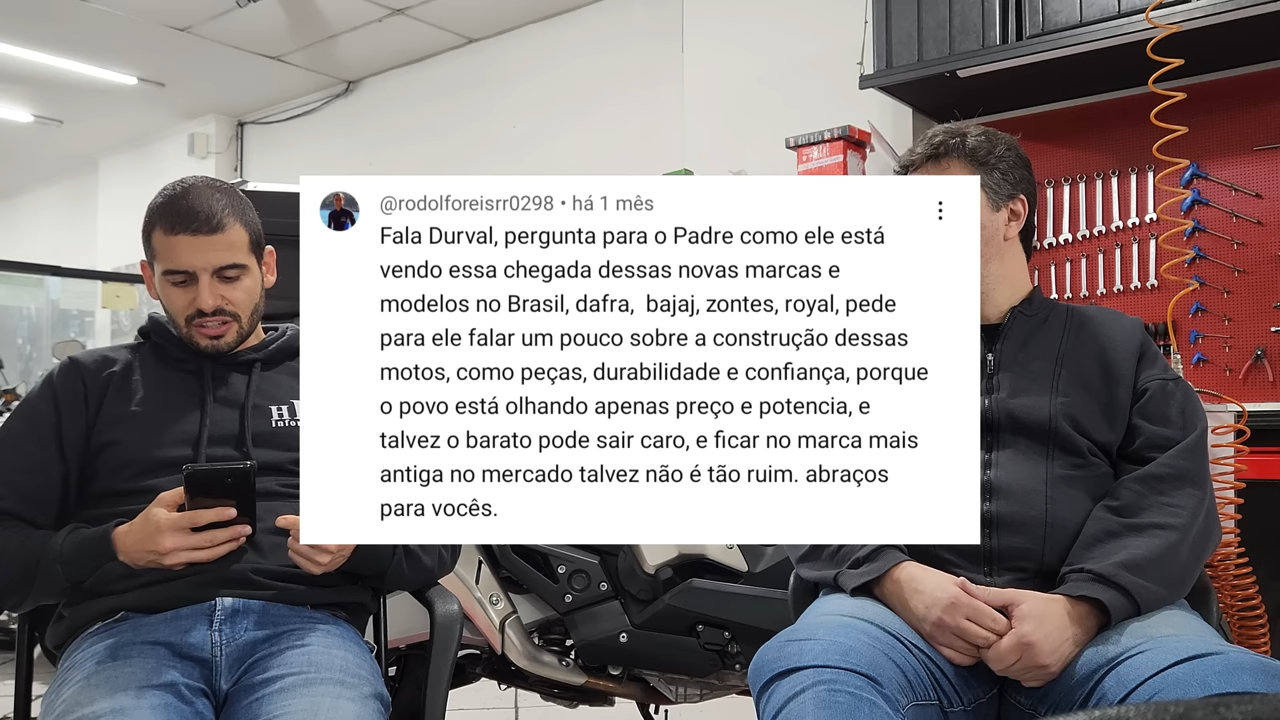 @rodolforeisrr0298 • há 1 mês
Fala Durval, pergunta para o Padre como ele está
vendo essa chegada dessas novas marcas e
modelos no Brasil, dafra,  bajaj, zontes, royal, pede
para ele falar um pouco sobre a construção dessas
motos, como peças, durabilidade e confiança, porque
o povo está olhando apenas preço e potencia, e
talvez o barato pode sair caro, e ficar no marca mais
antiga no mercado talvez não é tão ruim. abraços
para vocês.